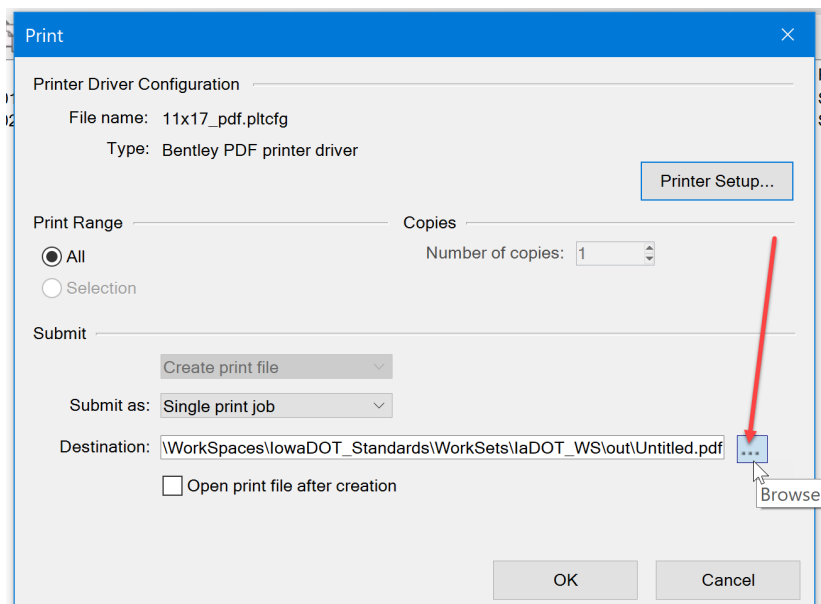 Print
Printer Driver Configuration
File name: 11x17_pdf.pltcfg
Type: Bentley PDF printer driver
Printer Setup...
Print Range
Copies
All
Number of copies: 1
Selection
Submit
Create print file
Submit as: Single print job
Destination: \WorkSpaces\IowaDOT_Standards\WorkSets\IaDOT_WS\out\Untitled.pdf
...
Open print file after creation
Browse
OK
Cancel